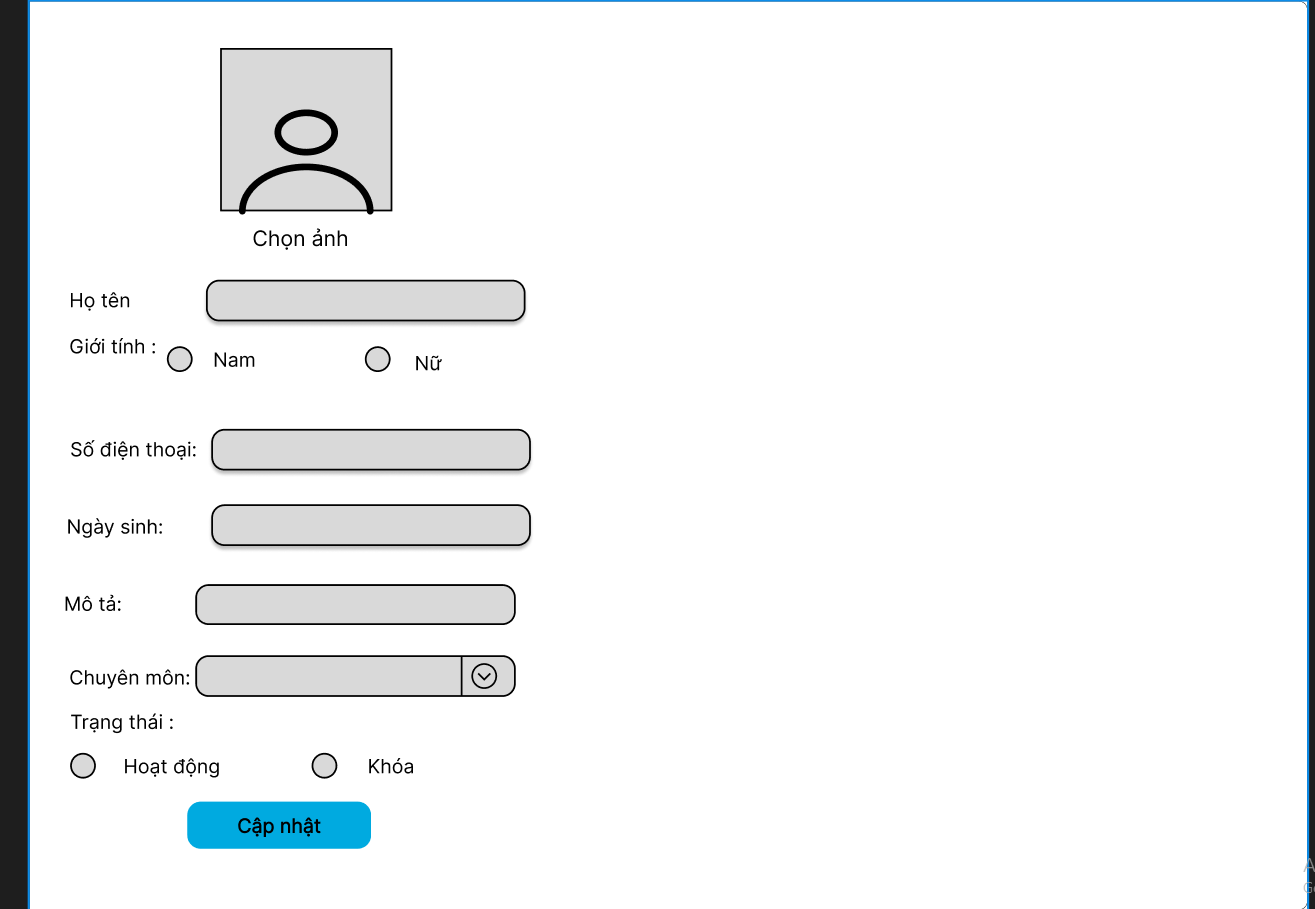 Chọn ảnh
Họ tên
Giới tính :
Nam
Nữ
Số điện thoại:
Ngày sinh:
Mô tả:
Chuyên môn:
Trạng thái :
Hoạt động
Khóa
Cập nhật